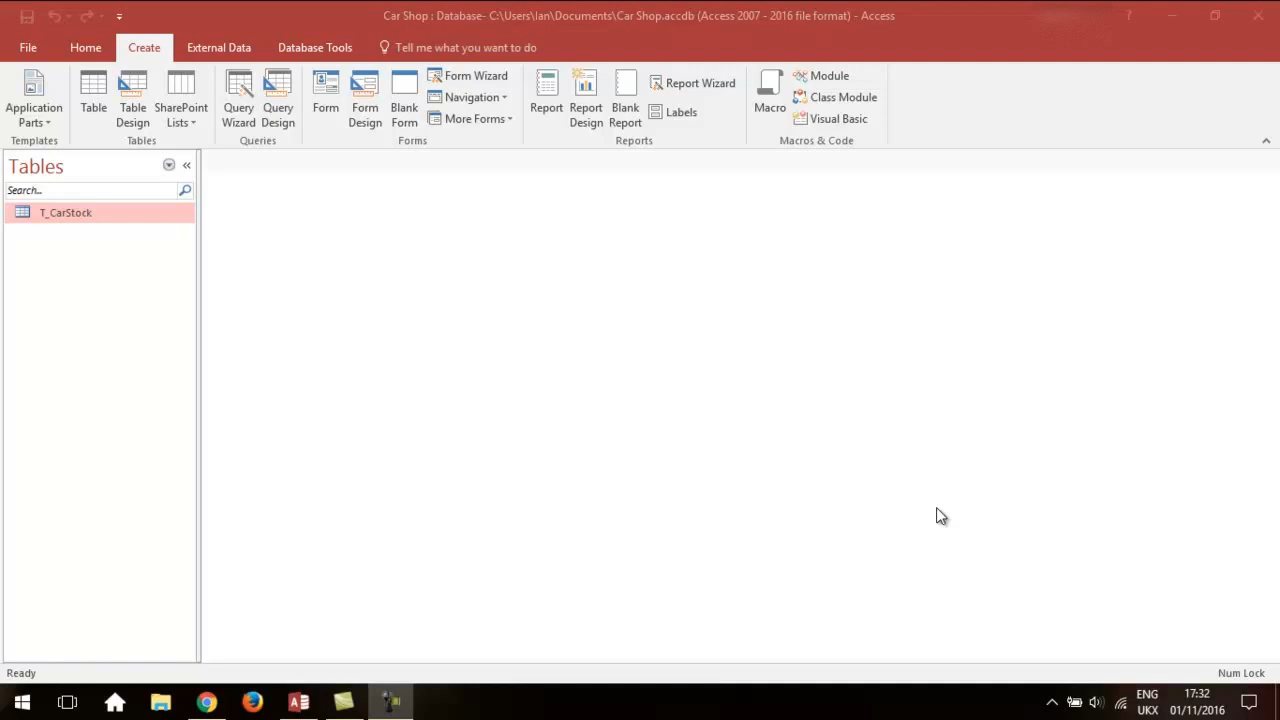 Car Shop : Database- C:\Users\Ian\Documents\Car Shop.accdb (Access 2007 - 2016 file format) - Access
?
File Home Create External Data Database Tools Tell me what you want to do
Application Parts
Templates
Table
Table Design
SharePoint Lists
Tables
Query Wizard
Query Design
Queries
Form
Form Design
Blank Form
Form Wizard
Navigation
More Forms
Forms
Report
Report Design
Blank Report
Report Wizard
Labels
Reports
Macro
Module
Class Module
Visual Basic
Macros & Code
Tables
Search...
T_CarStock
Ready
Num Lock
ENG
UKX
17:32
01/11/2016